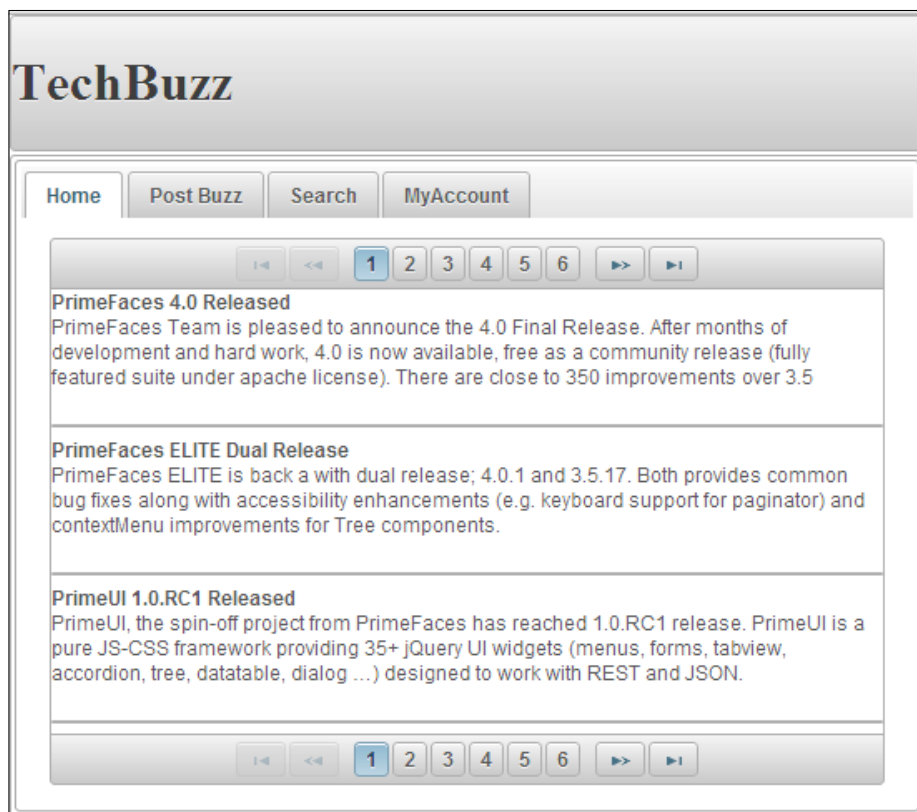 TechBuzz
Home Post Buzz Search MyAccount
1 2 3 4 5 6
PrimeFaces 4.0 Released
PrimeFaces Team is pleased to announce the 4.0 Final Release. After months of
development and hard work, 4.0 is now available, free as a community release (fully
featured suite under apache license). There are close to 350 improvements over 3.5
PrimeFaces ELITE Dual Release
PrimeFaces ELITE is back a with dual release; 4.0.1 and 3.5.17. Both provides common
bug fixes along with accessibility enhancements (e.g. keyboard support for paginator) and
contextMenu improvements for Tree components.
PrimeUI 1.0.RC1 Released
PrimeUI, the spin-off project from PrimeFaces has reached 1.0.RC1 release. PrimeUI is a
pure JS-CSS framework providing 35+ jQuery UI widgets (menus, forms, tabview,
accordion, tree, datatable, dialog ...) designed to work with REST and JSON.
1 2 3 4 5 6